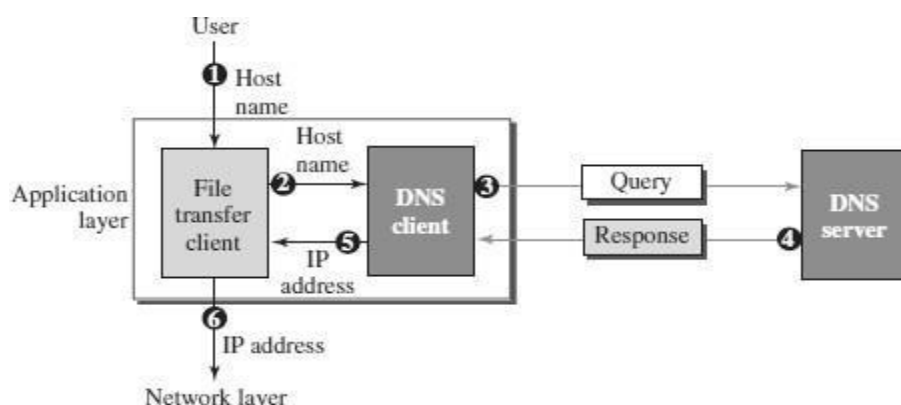 User
1
Host
name
Host
name
Application
layer
File
transfer
client
2
DNS
client
3
Query
DNS
server
Response
4
5
IP
address
6
IP address
Network layer